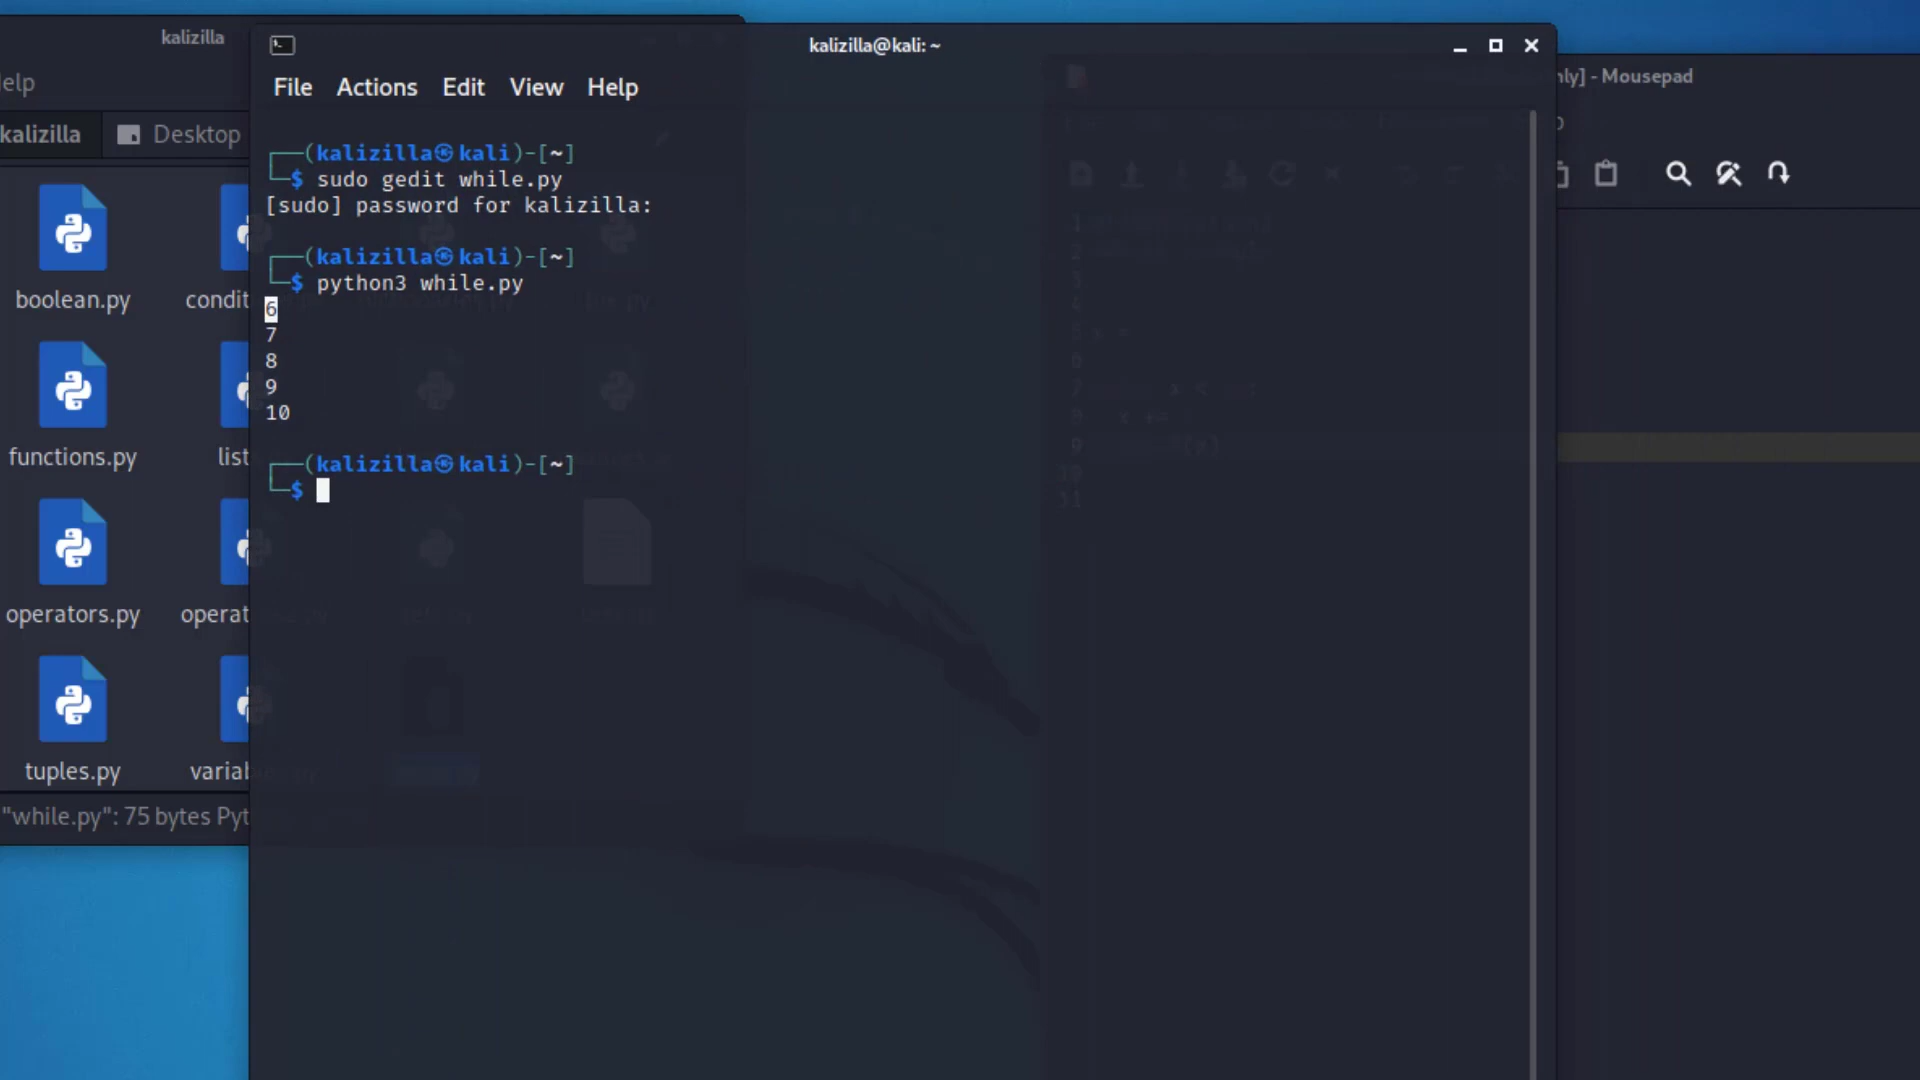 kalizilla
elp
kalizilla
Desktop
boolean.py
condit
functions.py
list
operators.py
operat
tuples.py
variab
"while.py": 75 bytes Pyt
kalizilla@kali: ~
File Actions Edit View Help
┌──(kalizilla㉿kali)-[~]
└─$ sudo gedit while.py
[sudo] password for kalizilla:
┌──(kalizilla㉿kali)-[~]
└─$ python3 while.py
6
7
8
9
10
┌──(kalizilla㉿kali)-[~]
└─$
nly] - Mousepad